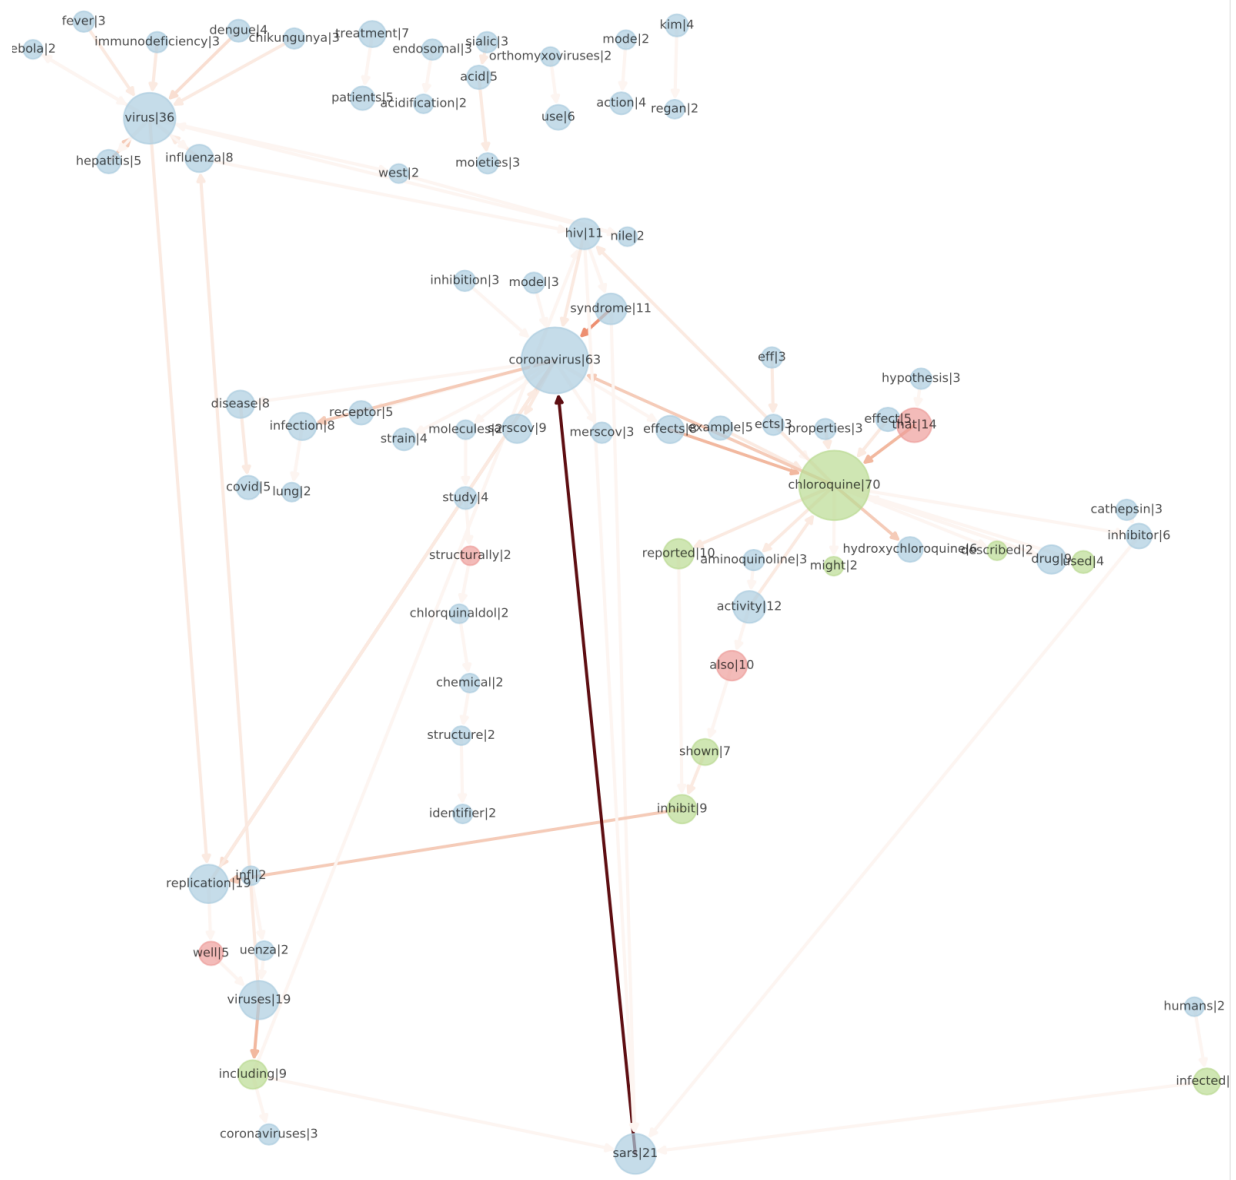 fever|3
dengue|4
ebola|2
immunodeficiency|3
chikungunya|3
treatment|7
endosomal|3
sialic|3
orthomyxoviruses|2
mode|2
kim|4
acid|5
patients|5
acidification|2
use|6
action|4
regan|2
virus|36
hepatitis|5
influenza|8
west|2
moieties|3
hiv|11
nile|2
inhibition|3
model|3
syndrome|11
coronavirus|63
eff|3
hypothesis|3
disease|8
receptor|5
infection|8
strain|4
molecules|2
sarscov|9
merscov|3
effects|8
example|5
ects|3
properties|3
effect|5
that|14
covid|5
lung|2
study|4
chloroquine|70
cathepsin|3
inhibitor|6
structurally|2
reported|10
aminoquinoline|3
might|2
hydroxychloroquine|6
described|2
drug|9
used|4
chlorquinaldol|2
activity|12
also|10
chemical|2
structure|2
shown|7
identifier|2
inhibit|9
replication|19
infl|2
well|5
uenza|2
viruses|19
humans|2
including|9
infected|
coronaviruses|3
sars|21